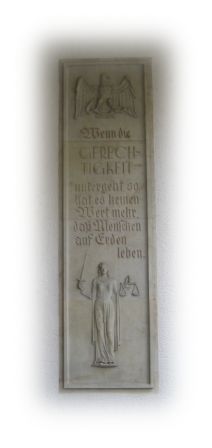 Wenn die
GERECH-
TIGKEIT
untergeht so
hat es keinen
Wert mehr,
daß Menschen
auf Erden
leben.